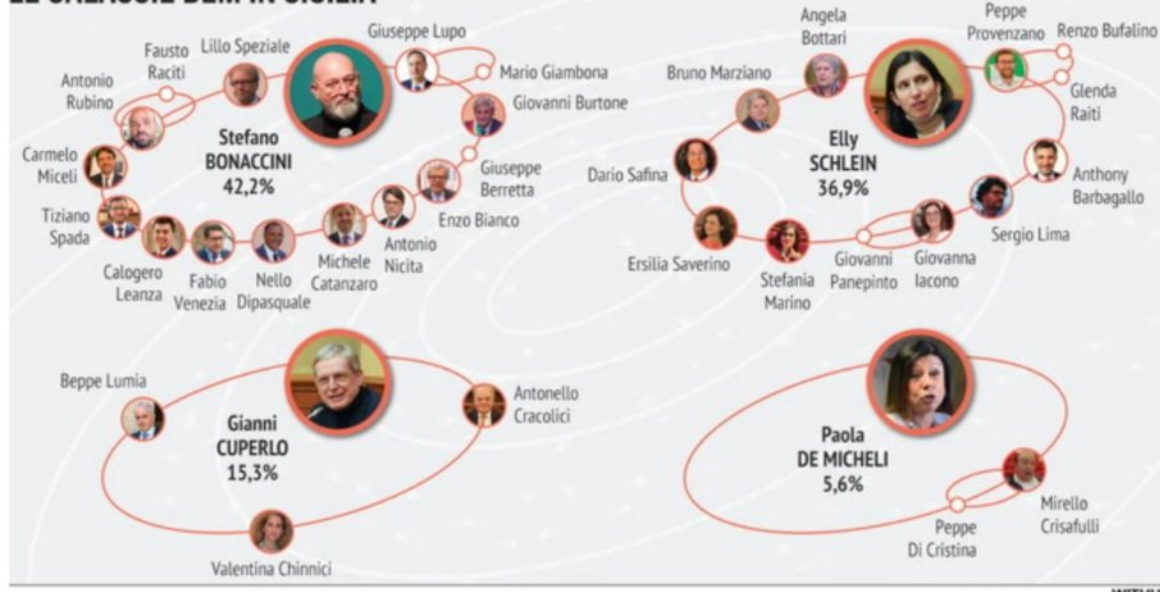 LE GALASSIE DEM IN SICILIA
Fausto
Raciti
Lillo Speziale
Giuseppe Lupo
Antonio
Rubino
Mario Giambona
Giovanni Burtone
Stefano
BONACCINI
42,2%
Carmelo
Miceli
Giuseppe
Berretta
Tiziano
Spada
Enzo Bianco
Calogero
Leanza
Fabio
Venezia
Nello
Dipasquale
Michele
Catanzaro
Antonio
Nicita
Angela
Bottari
Peppe
Provenzano
Renzo Bufalino
Bruno Marziano
Glenda
Raiti
Elly
SCHLEIN
36,9%
Dario Safina
Anthony
Barbagallo
Ersilia Saverino
Stefania
Marino
Giovanni
Panepinto
Giovanna
Iacono
Sergio Lima
Beppe Lumia
Antonello
Cracolici
Gianni
CUPERLO
15,3%
Valentina Chinnici
Paola
DE MICHELI
5,6%
Mirello
Crisafulli
Peppe
Di Cristina